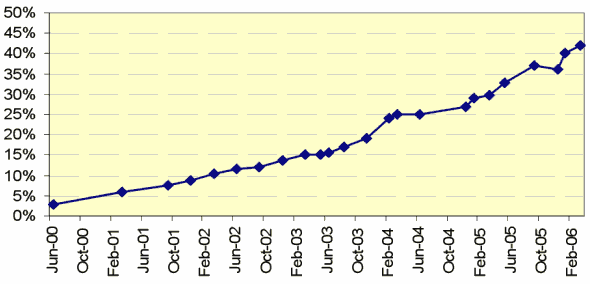 50%
45%
40%
35%
30%
25%
20%
15%
10%
5%
0%
Jun-00
Oct-00
Feb-01
Jun-01
Oct-01
Feb-02
Jun-02
Oct-02
Feb-03
Jun-03
Oct-03
Feb-04
Jun-04
Oct-04
Feb-05
Jun-05
Oct-05
Feb-06